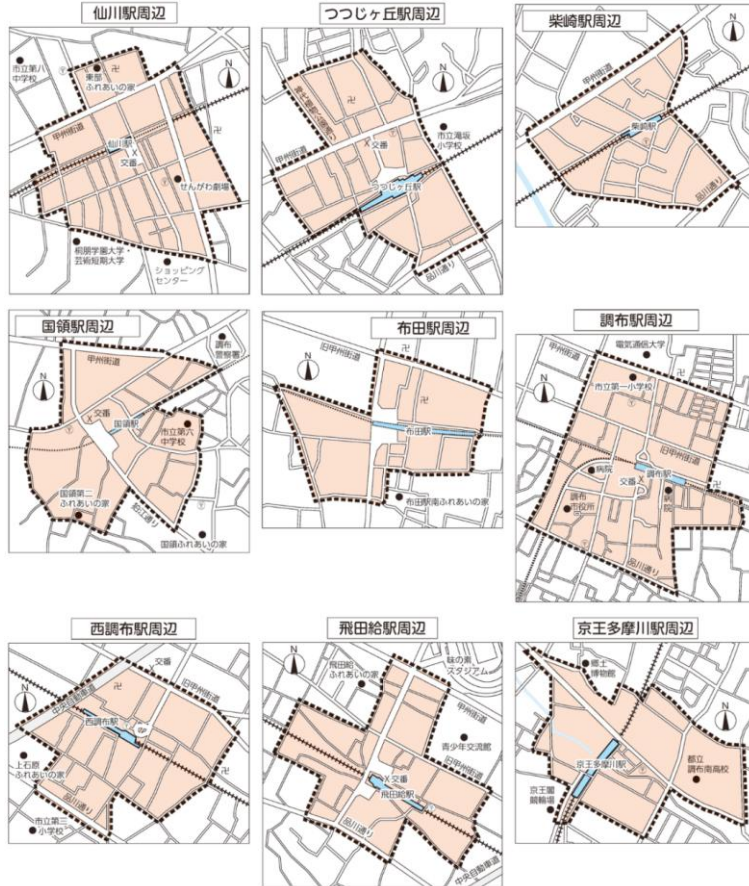 仙川駅周辺
市立第八
中学校
東部
ふれあいの家
N
甲州街道
仙川駅
交番
せんがわ劇場
桐朋学園大学・
芸術短期大学
ショッピング
センター
つつじヶ丘駅周辺
N
市立滝坂
小学校
交番
甲州街道
つつじヶ丘駅
品川通り
柴崎駅周辺
甲州街道
N
柴崎駅
品川通り
国領駅周辺
甲州街道
調布
警察署
N
交番
国領駅
市立第六
中学校
国領第二
ふれあいの家
狛江通り
国領ふれあいの家
布田駅周辺
旧甲州街道
N
布田駅
布田駅南ふれあいの家
調布駅周辺
電気通信大学
甲州街道
市立第一小学校
N
旧甲州街道
病院
調布駅
交番
病院
調布
市役所
品川通り
西調布駅周辺
交番
中央自動車道
旧甲州街道
N
西調布駅
上石原
ふれあいの家
品川通り
市立第三
小学校
飛田給駅周辺
N
飛田給
ふれあいの家
味の素
スタジアム
甲州街道
青少年交流館
旧甲州街道
交番
飛田給駅
品川通り
中央自動車道
京王多摩川駅周辺
郷土
博物館
N
京王多摩川駅
都立
調布南高校
京王閣
競輪場